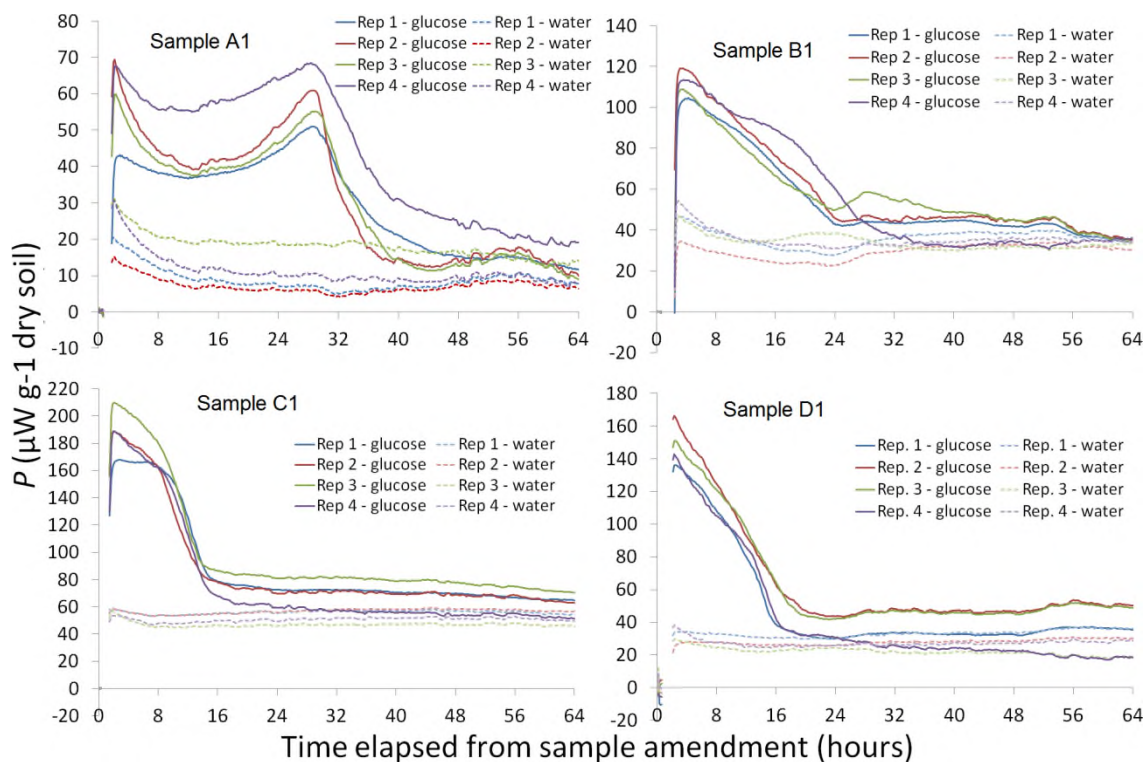 Sample A1
Rep 1 - glucose Rep 1 - water
Rep 2 - glucose Rep 2 - water
Rep 3 - glucose Rep 3 - water
Rep 4 - glucose Rep 4 - water
80
70
60
50
40
30
20
10
0
-10
0 8 16 24 32 40 48 56 64
Sample B1
Rep 1 - glucose Rep 1 - water
Rep 2 - glucose Rep 2 - water
Rep 3 - glucose Rep 3 - water
Rep 4 - glucose Rep 4 - water
140
120
100
80
60
40
20
0
-20
0 8 16 24 32 40 48 56 64
P (µW g-1 dry soil)
Sample C1
Rep 1 - glucose Rep 1 - water
Rep 2 - glucose Rep 2 - water
Rep 3 - glucose Rep 3 - water
Rep 4 - glucose Rep 4 - water
220
200
180
160
140
120
100
80
60
40
20
0
-20
0 8 16 24 32 40 48 56 64
Sample D1
Rep. 1 - glucose Rep. 1 - water
Rep. 2 - glucose Rep. 2 - water
Rep. 3 - glucose Rep. 3 - water
Rep. 4 - glucose Rep. 4 - water
180
160
140
120
100
80
60
40
20
0
-20
0 8 16 24 32 40 48 56 64
Time elapsed from sample amendment (hours)